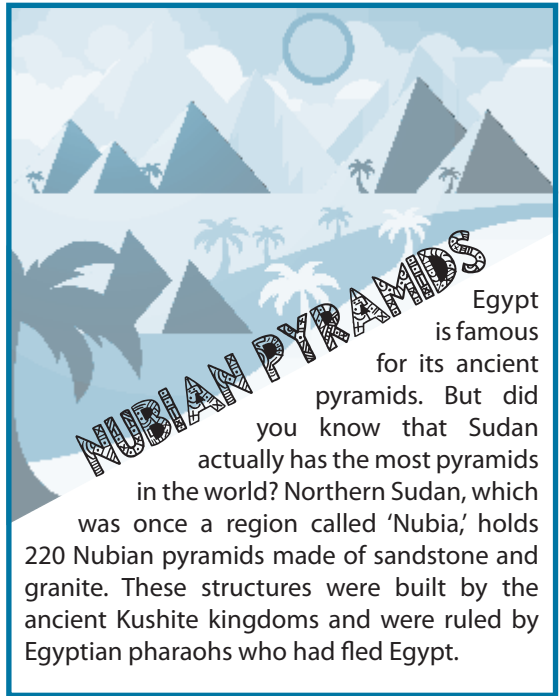 NUBIAN PYRAMIDS
Egypt
is famous
for its ancient
pyramids. But did
you know that Sudan
actually has the most pyramids
in the world? Northern Sudan, which
was once a region called ‘Nubia,’ holds
220 Nubian pyramids made of sandstone and
granite. These structures were built by the
ancient Kushite kingdoms and were ruled by
Egyptian pharaohs who had fled Egypt.